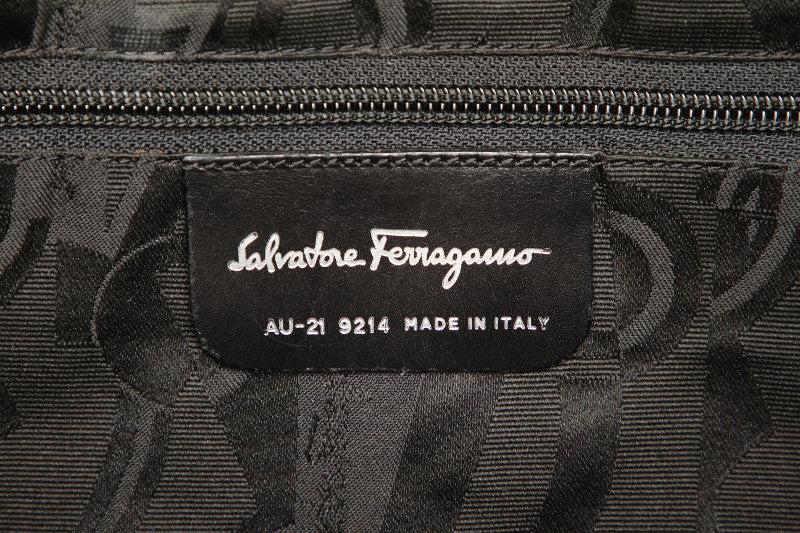 Salvatore Ferragamo
AU-21 9214 MADE IN ITALY